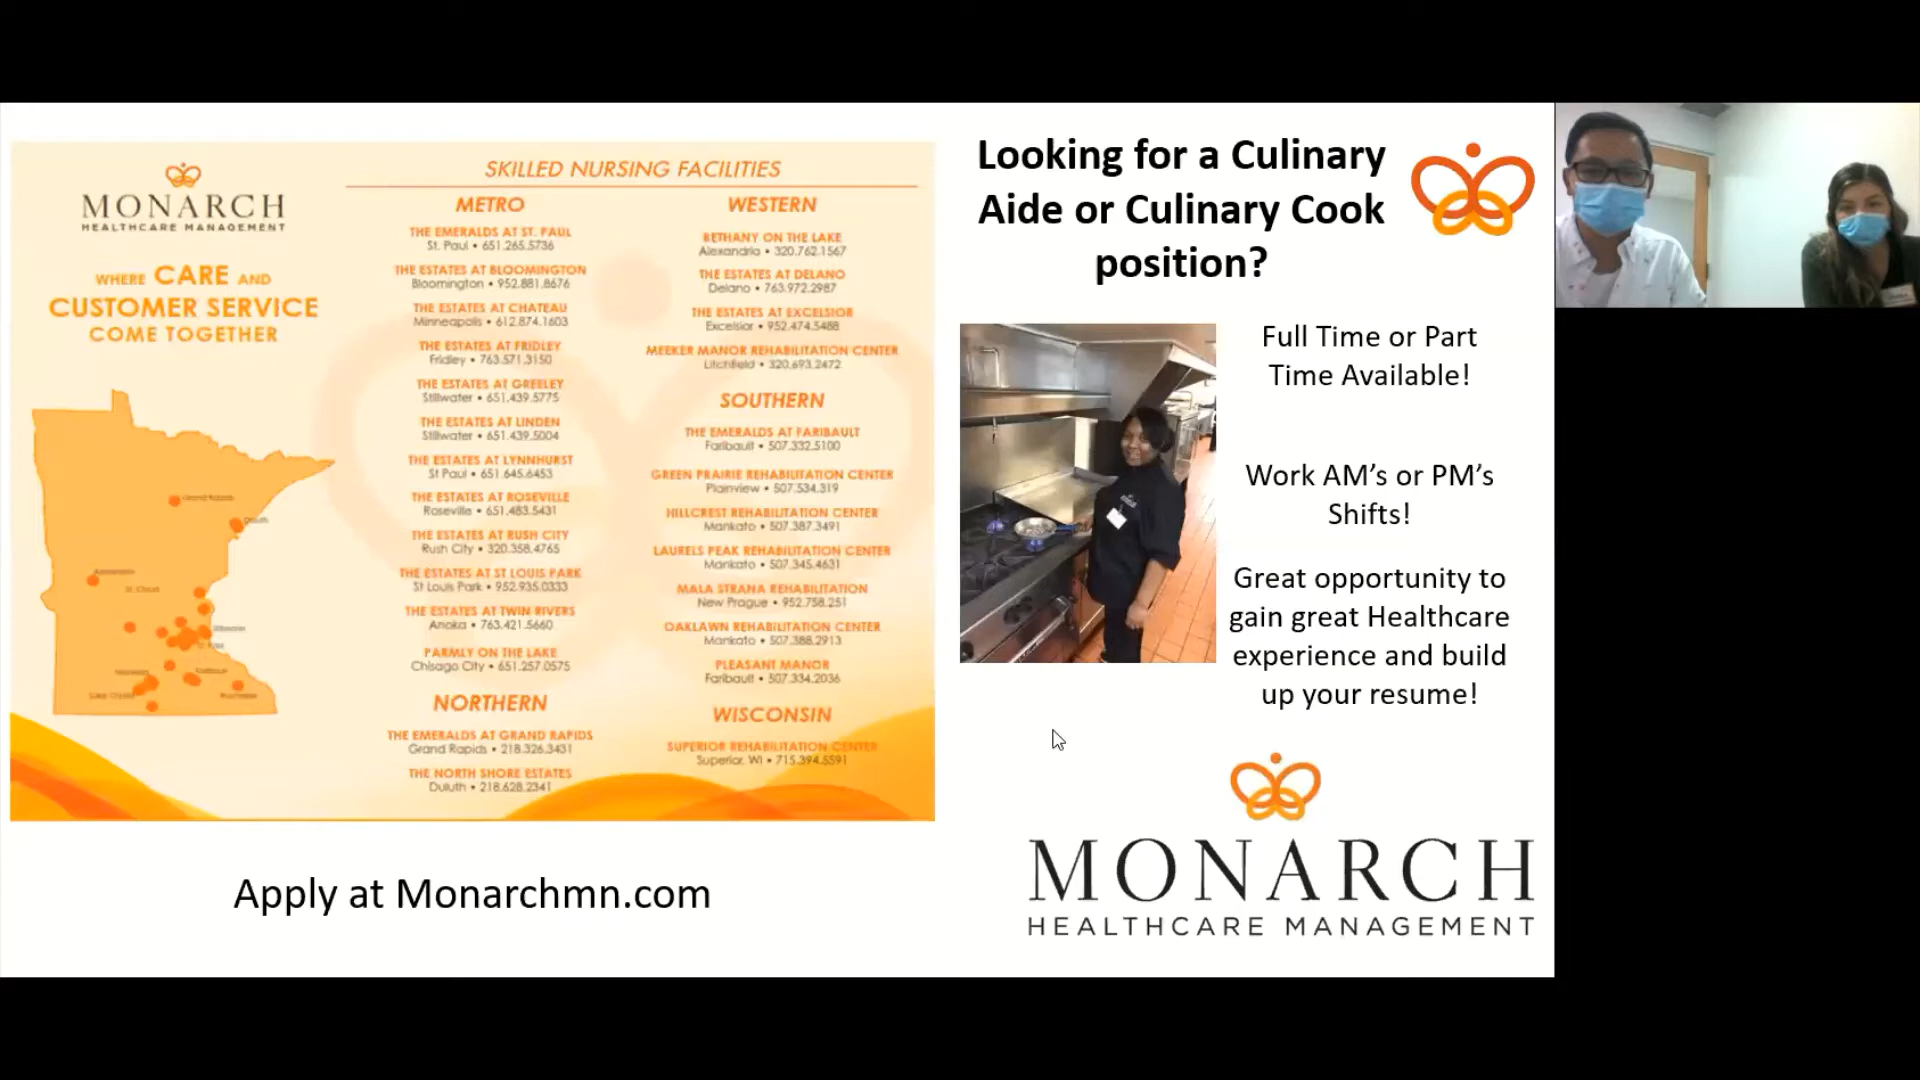 MONARCH
HEALTHCARE MANAGEMENT
WHERE CARE AND
CUSTOMER SERVICE
COME TOGETHER
Grand Rapids
Duluth
Alexandria
St. Cloud
Stillwater
SKILLED NURSING FACILITIES
METRO
THE EMERALDS AT ST. PAUL
St. Paul • 651.265.5736
THE ESTATES AT BLOOMINGTON
Bloomington • 952.881.8676
THE ESTATES AT CHATEAU
Minneapolis • 612.874.1603
THE ESTATES AT FRIDLEY
Fridley • 763.571.3150
THE ESTATES AT GREELEY
Stillwater • 651.439.5775
THE ESTATES AT LINDEN
Stillwater • 651.439.5004
THE ESTATES AT LYNNHURST
St Paul • 651.645.6453
THE ESTATES AT ROSEVILLE
Roseville • 651.483.5431
THE ESTATES AT RUSH CITY
Rush City • 320.358.4765
THE ESTATES AT ST LOUIS PARK
St Louis Park • 952.935.0333
THE ESTATES AT TWIN RIVERS
Anoka • 763.421.5660
PARMLY ON THE LAKE
Chisago City • 651.257.0575
NORTHERN
THE EMERALDS AT GRAND RAPIDS
Grand Rapids • 218.326.3431
THE NORTH SHORE ESTATES
Duluth • 218.628.2341
WESTERN
BETHANY ON THE LAKE
Alexandria • 320.762.1567
THE ESTATES AT DELANO
Delano • 763.972.2987
THE ESTATES AT EXCELSIOR
Excelsior • 952.474.5488
MEEKER MANOR REHABILITATION CENTER
Litchfield • 320.693.2472
SOUTHERN
THE EMERALDS AT FARIBAULT
Faribault • 507.332.5100
GREEN PRAIRIE REHABILITATION CENTER
Plainview • 507.534.319
HILLCREST REHABILITATION CENTER
Mankato • 507.387.3491
LAURELS PEAK REHABILITATION CENTER
Mankato • 507.345.4631
MALA STRANA REHABILITATION
New Prague • 952.758.251
OAKLAWN REHABILITATION CENTER
Mankato • 507.388.2913
PLEASANT MANOR
Faribault • 507.334.2036
WISCONSIN
SUPERIOR REHABILITATION CENTER
Superior, WI • 715.394.5591
Apply at Monarchmn.com
Looking for a Culinary
Aide or Culinary Cook
position?
Full Time or Part
Time Available!
Work AM’s or PM’s
Shifts!
Great opportunity to
gain great Healthcare
experience and build
up your resume!
MONARCH
HEALTHCARE MANAGEMENT